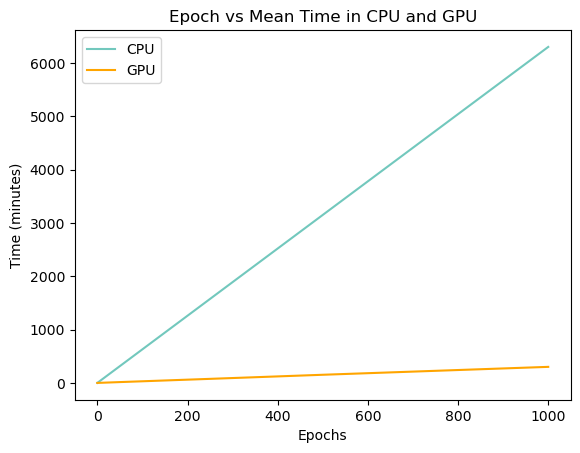 Epoch vs Mean Time in CPU and GPU
CPU
GPU
6000
5000
4000
3000
2000
1000
0
Time (minutes)
0 200 400 600 800 1000
Epochs